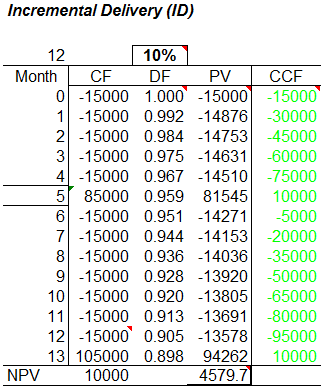 Incremental Delivery (ID)
12 10%
Month CF DF PV CCF
0 -15000 1.000 -15000 -15000
1 -15000 0.992 -14876 -30000
2 -15000 0.984 -14753 -45000
3 -15000 0.975 -14631 -60000
4 -15000 0.967 -14510 -75000
5 85000 0.959 81545 10000
6 -15000 0.951 -14271 -5000
7 -15000 0.944 -14153 -20000
8 -15000 0.936 -14036 -35000
9 -15000 0.928 -13920 -50000
10 -15000 0.920 -13805 -65000
11 -15000 0.913 -13691 -80000
12 -15000 0.905 -13578 -95000
13 105000 0.898 94262 10000
NPV 10000 4579.7